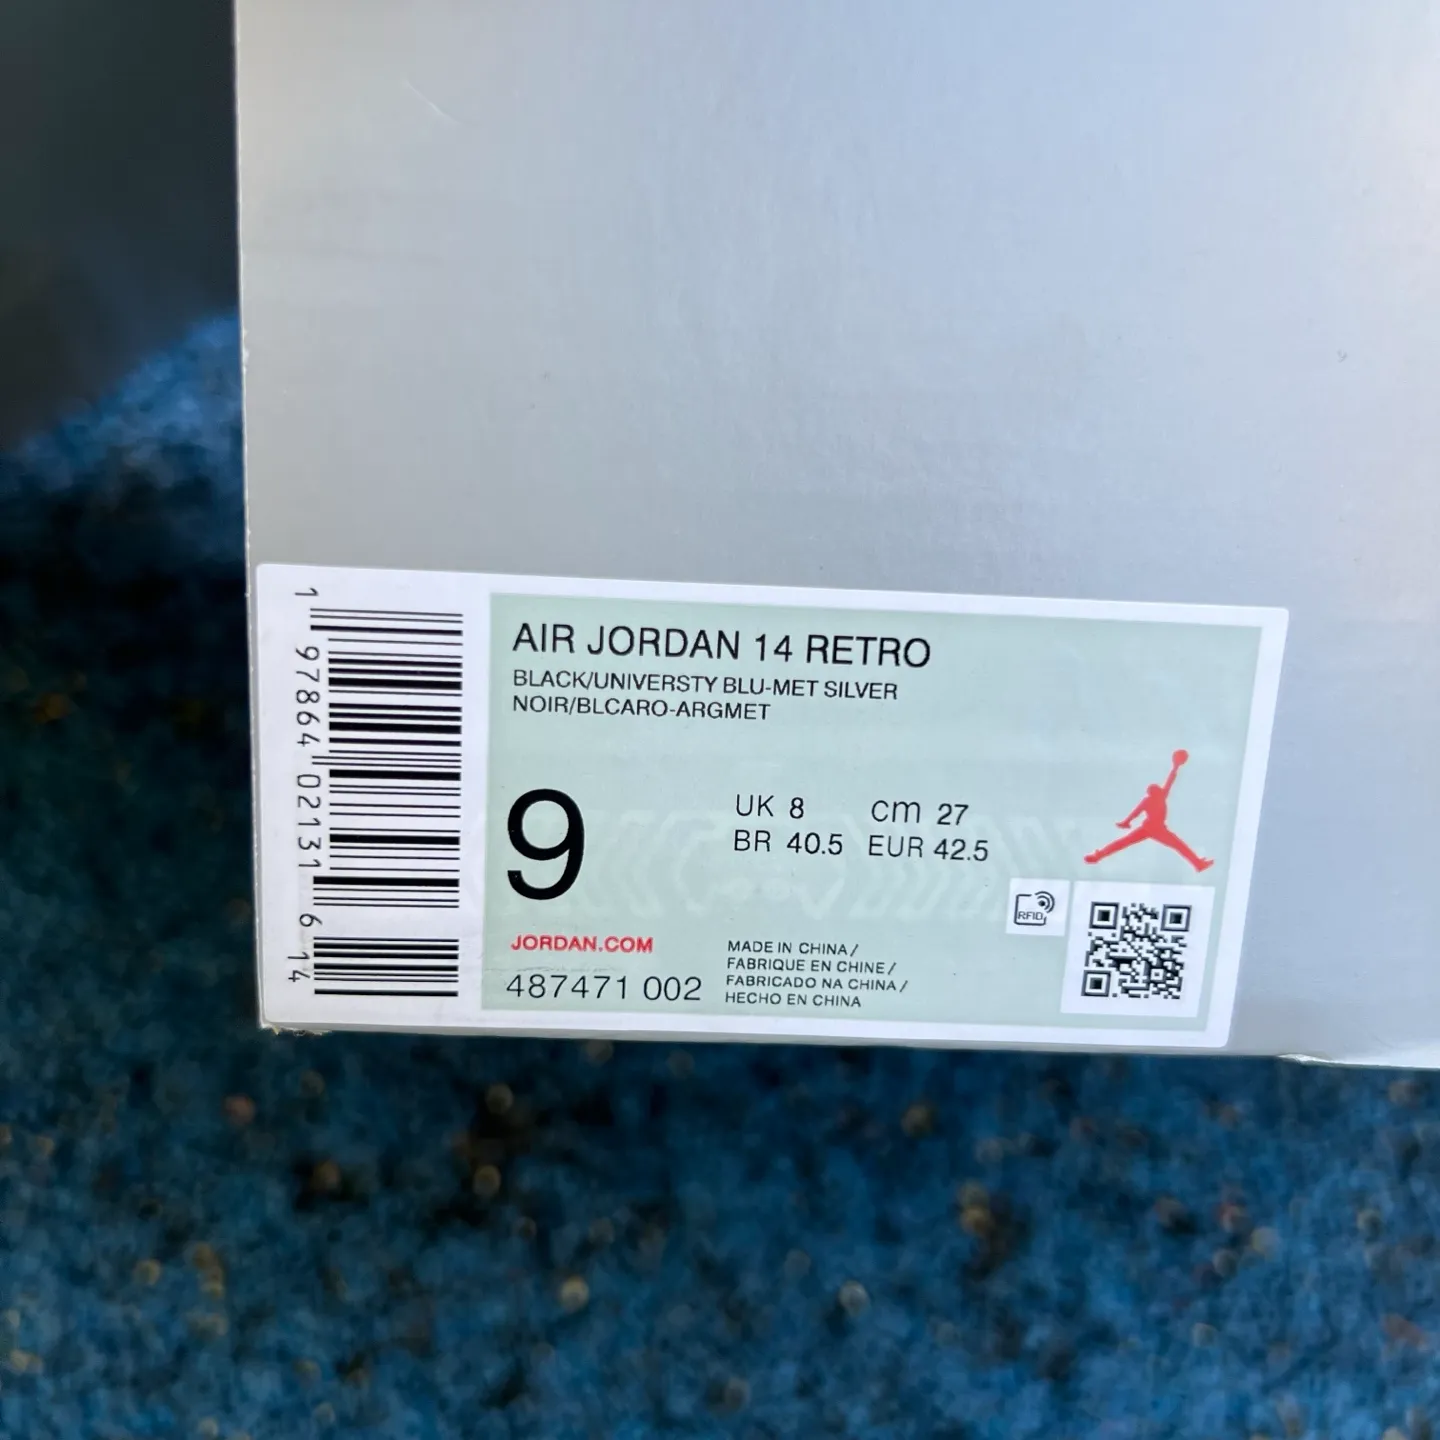 1 97864 02131 6 14
AIR JORDAN 14 RETRO
BLACK/UNIVERSTY BLU-MET SILVER
NOIR/BLCARO-ARGMET
9
UK 8 cm 27
BR 40.5 EUR 42.5
RFID
JORDAN.COM
487471 002
MADE IN CHINA/
FABRIQUE EN CHINE/
FABRICADO NA CHINA/
HECHO EN CHINA